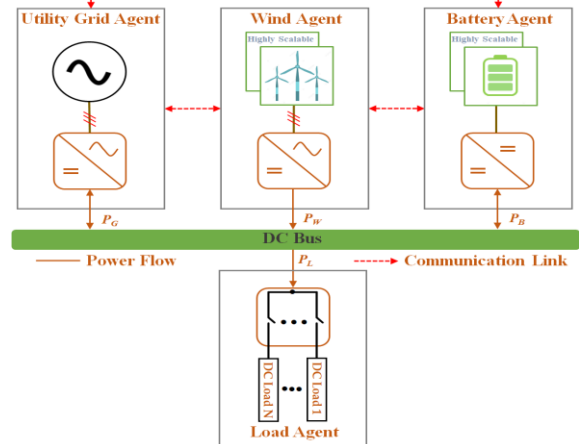 Utility Grid Agent
Wind Agent
Battery Agent
Highly Scalable
Highly Scalable
P_G
P_W
P_B
DC Bus
Power Flow
P_L
Communication Link
DC Load N
DC Load 1
Load Agent